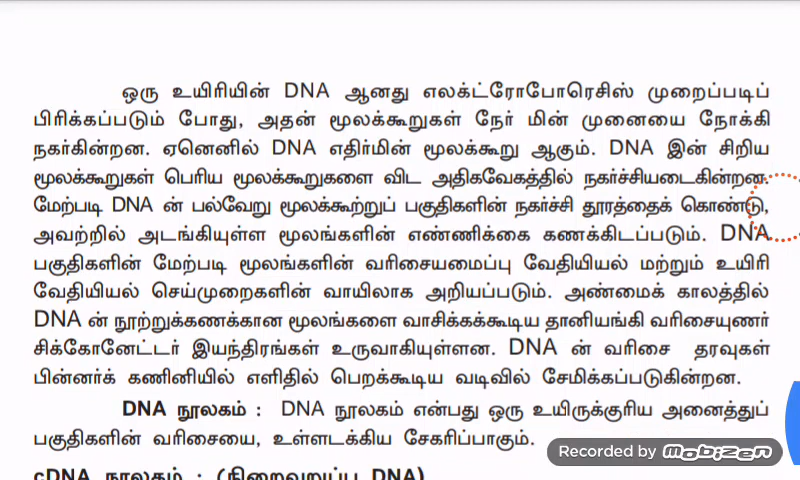 ஒரு உயிரியின் DNA ஆனது எலக்ட்ரோபோரெசிஸ் முறைப்படிப்
பிரிக்கப்படும் போது, அதன் மூலக்கூறுகள் நேர் மின் முனையை நோக்கி
நகர்கின்றன. ஏனெனில் DNA எதிர்மின் மூலக்கூறு ஆகும். DNA இன் சிறிய
மூலக்கூறுகள் பெரிய மூலக்கூறுகளை விட அதிகவேகத்தில் நகர்ச்சியடைகின்றன.
மேற்படி DNA ன் பல்வேறு மூலக்கூற்றுப் பகுதிகளின் நகர்ச்சி தூரத்தைக் கொண்டு,
அவற்றில் அடங்கியுள்ள மூலங்களின் எண்ணிக்கை கணக்கிடப்படும். DNA
பகுதிகளின் மேற்படி மூலங்களின் வரிசையமைப்பு வேதியியல் மற்றும் உயிரி
வேதியியல் செய்முறைகளின் வாயிலாக அறியப்படும். அண்மைக் காலத்தில்
DNA ன் நூற்றுக்கணக்கான மூலங்களை வாசிக்கக்கூடிய தானியங்கி வரிசையுணர்
சிக்கோனேட்டர் இயந்திரங்கள் உருவாகியுள்ளன. DNA ன் வரிசை தரவுகள்
பின்னர்க் கணினியில் எளிதில் பெறக்கூடிய வடிவில் சேமிக்கப்படுகின்றன.
DNA நூலகம் : DNA நூலகம் என்பது ஒரு உயிருக்குரிய அனைத்துப்
பகுதிகளின் வரிசையை, உள்ளடக்கிய சேகரிப்பாகும்.
Recorded by mobizen
cDNA நூலகம் : (நிறைவுறய்ப்பு DNA)